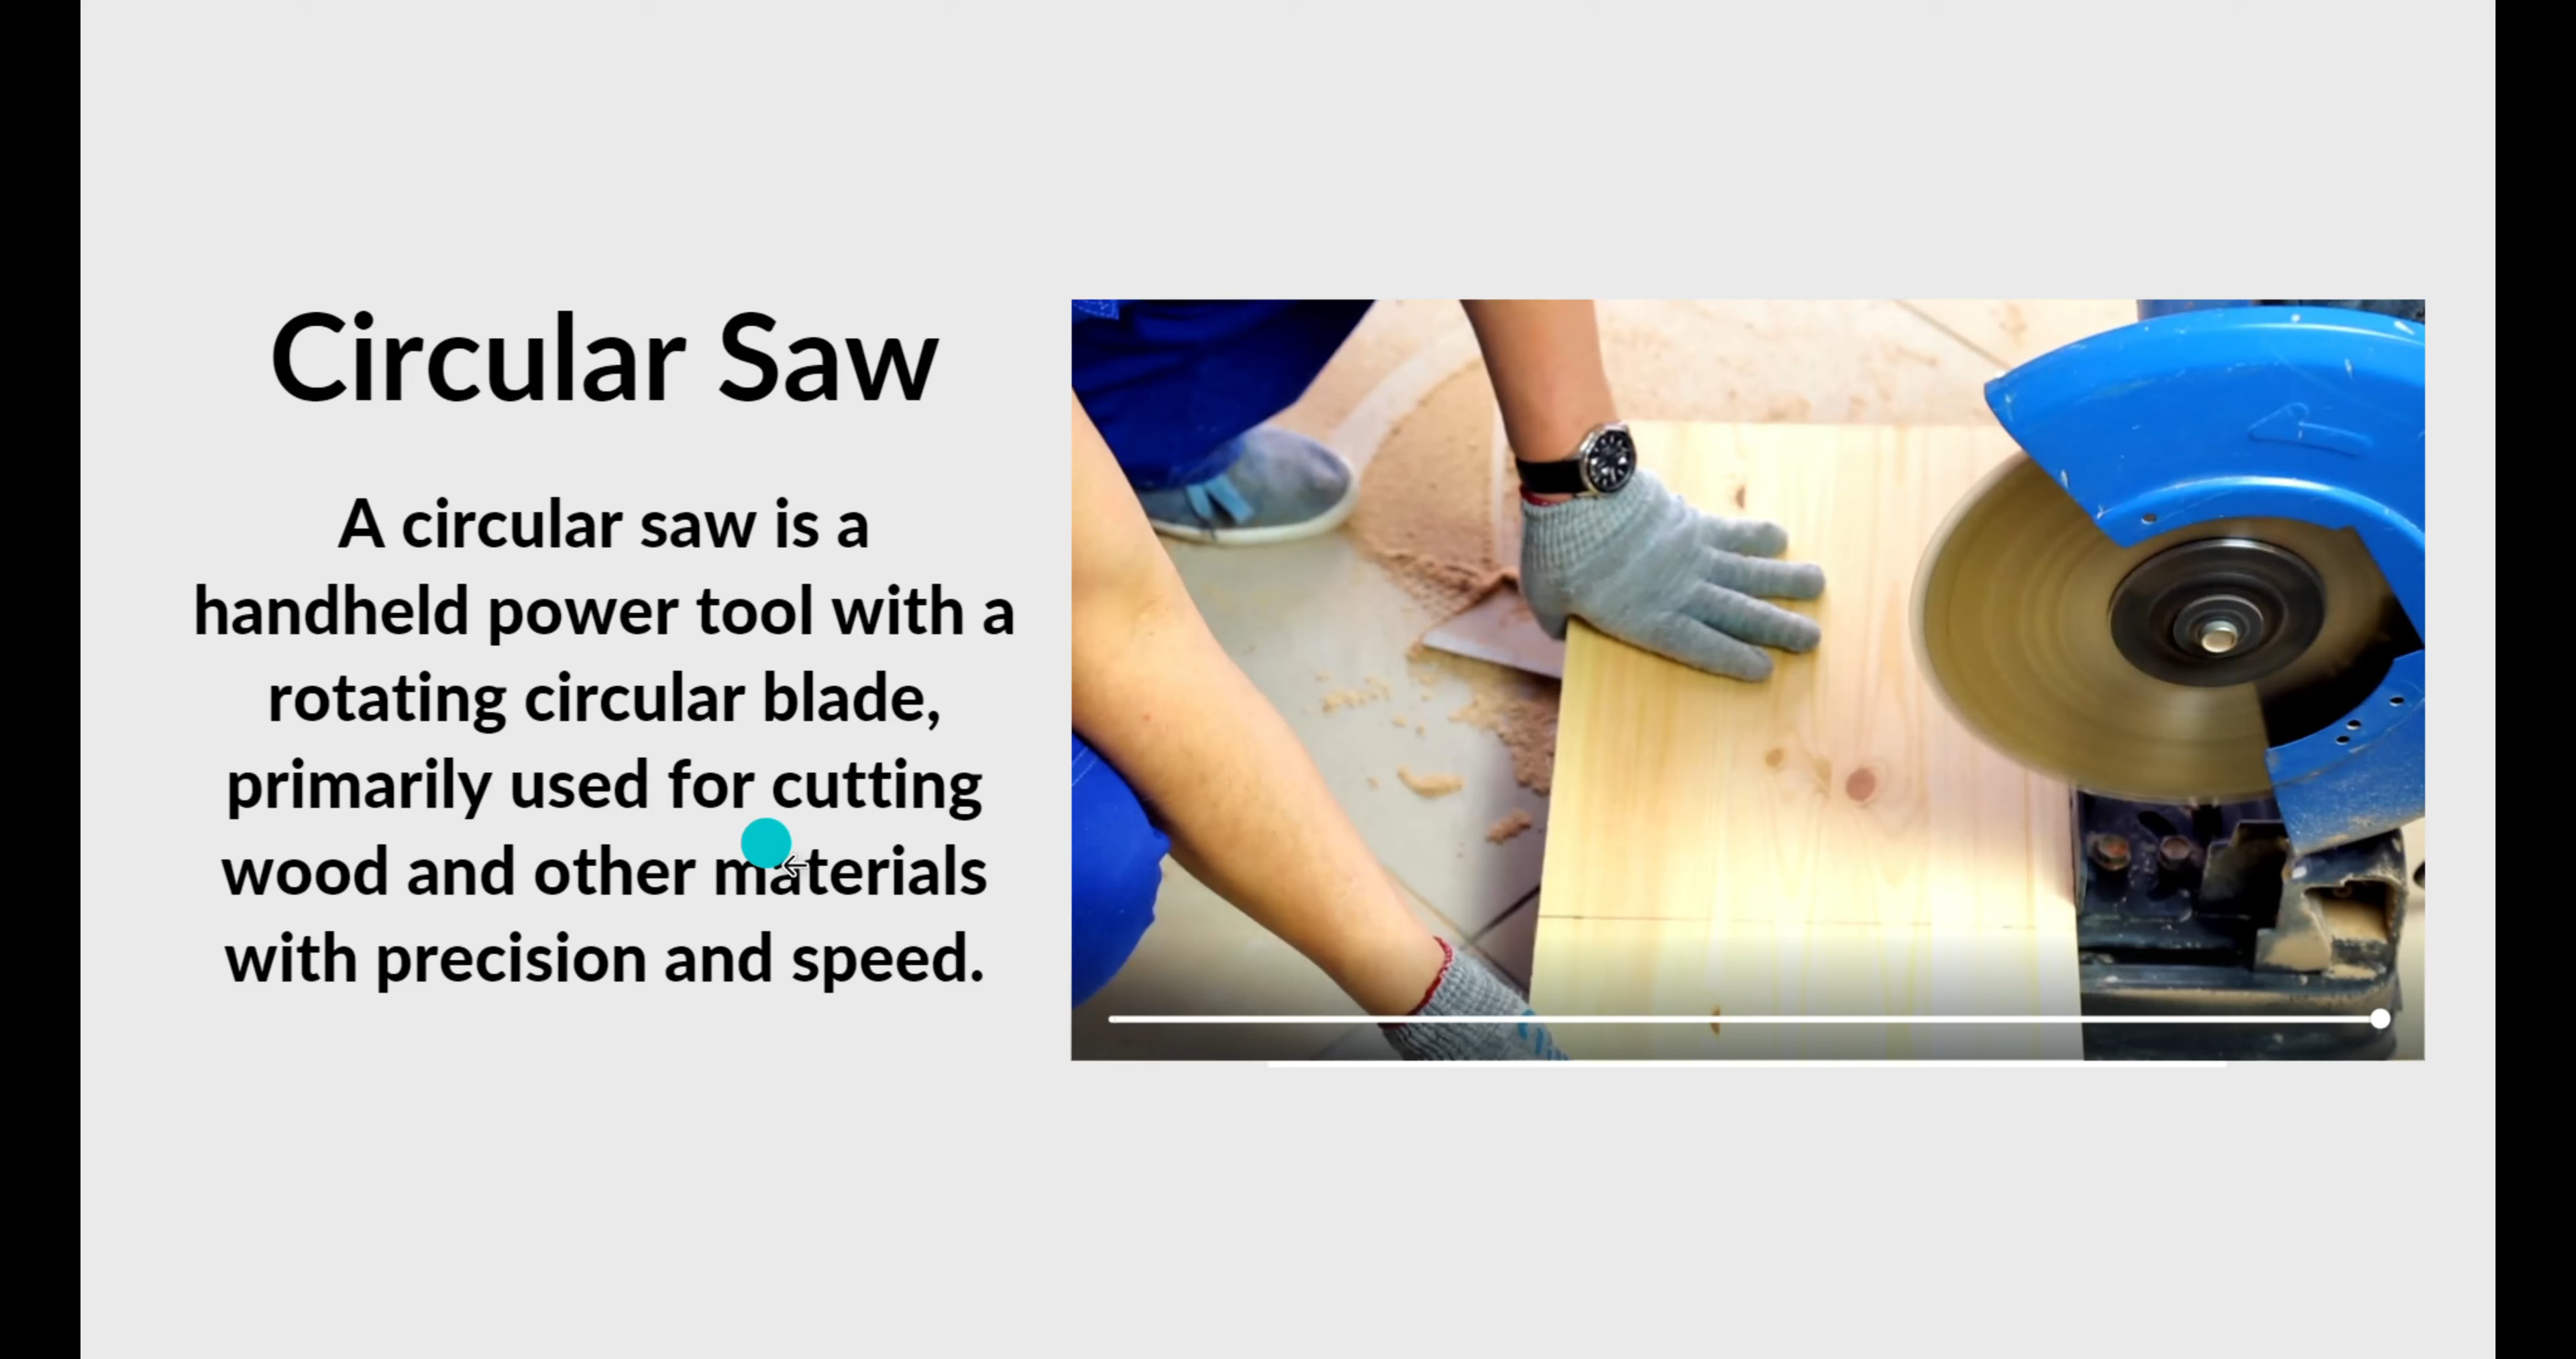 Circular Saw
A circular saw is a
handheld power tool with a
rotating circular blade,
primarily used for cutting
wood and other materials
with precision and speed.